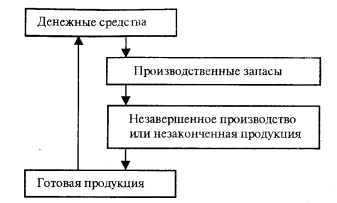 Денежные средства
Производственные запасы
Незавершенное производство
или незаконченная продукция
Готовая продукция